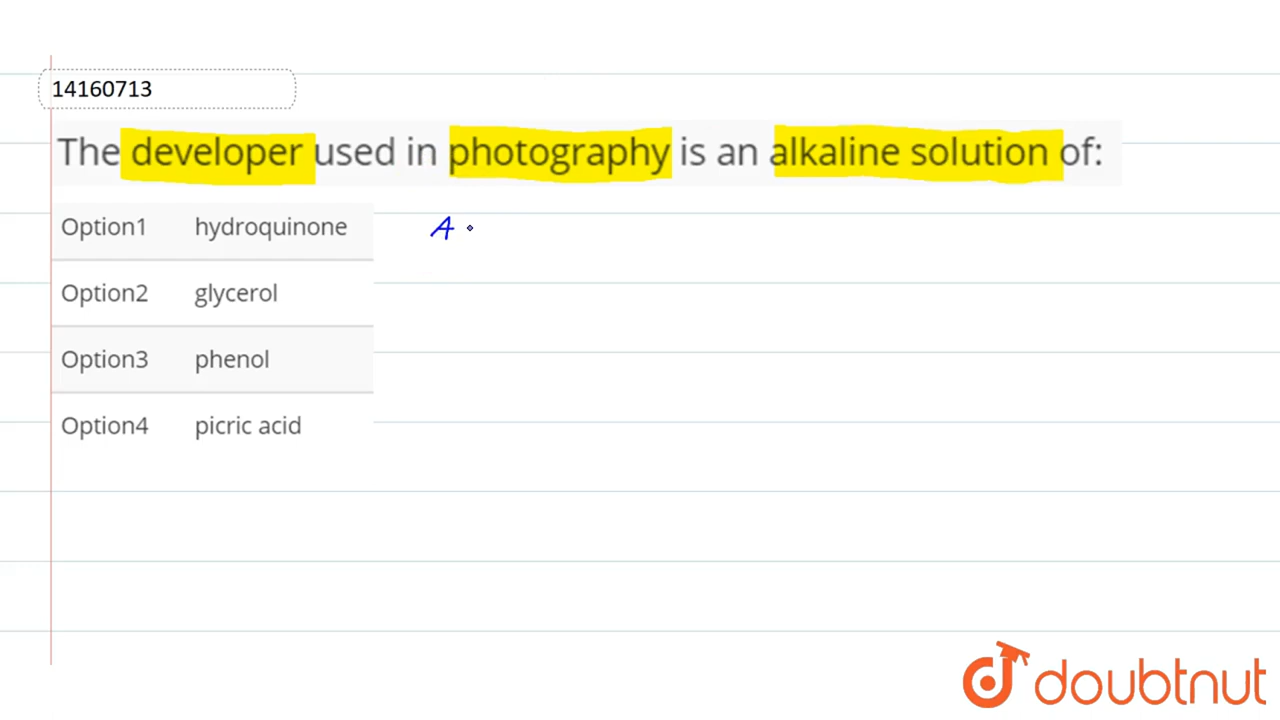 14160713
The developer used in photography is an alkaline solution of:
Option1 hydroquinone A
Option2 glycerol
Option3 phenol
Option4 picric acid
doubtnut